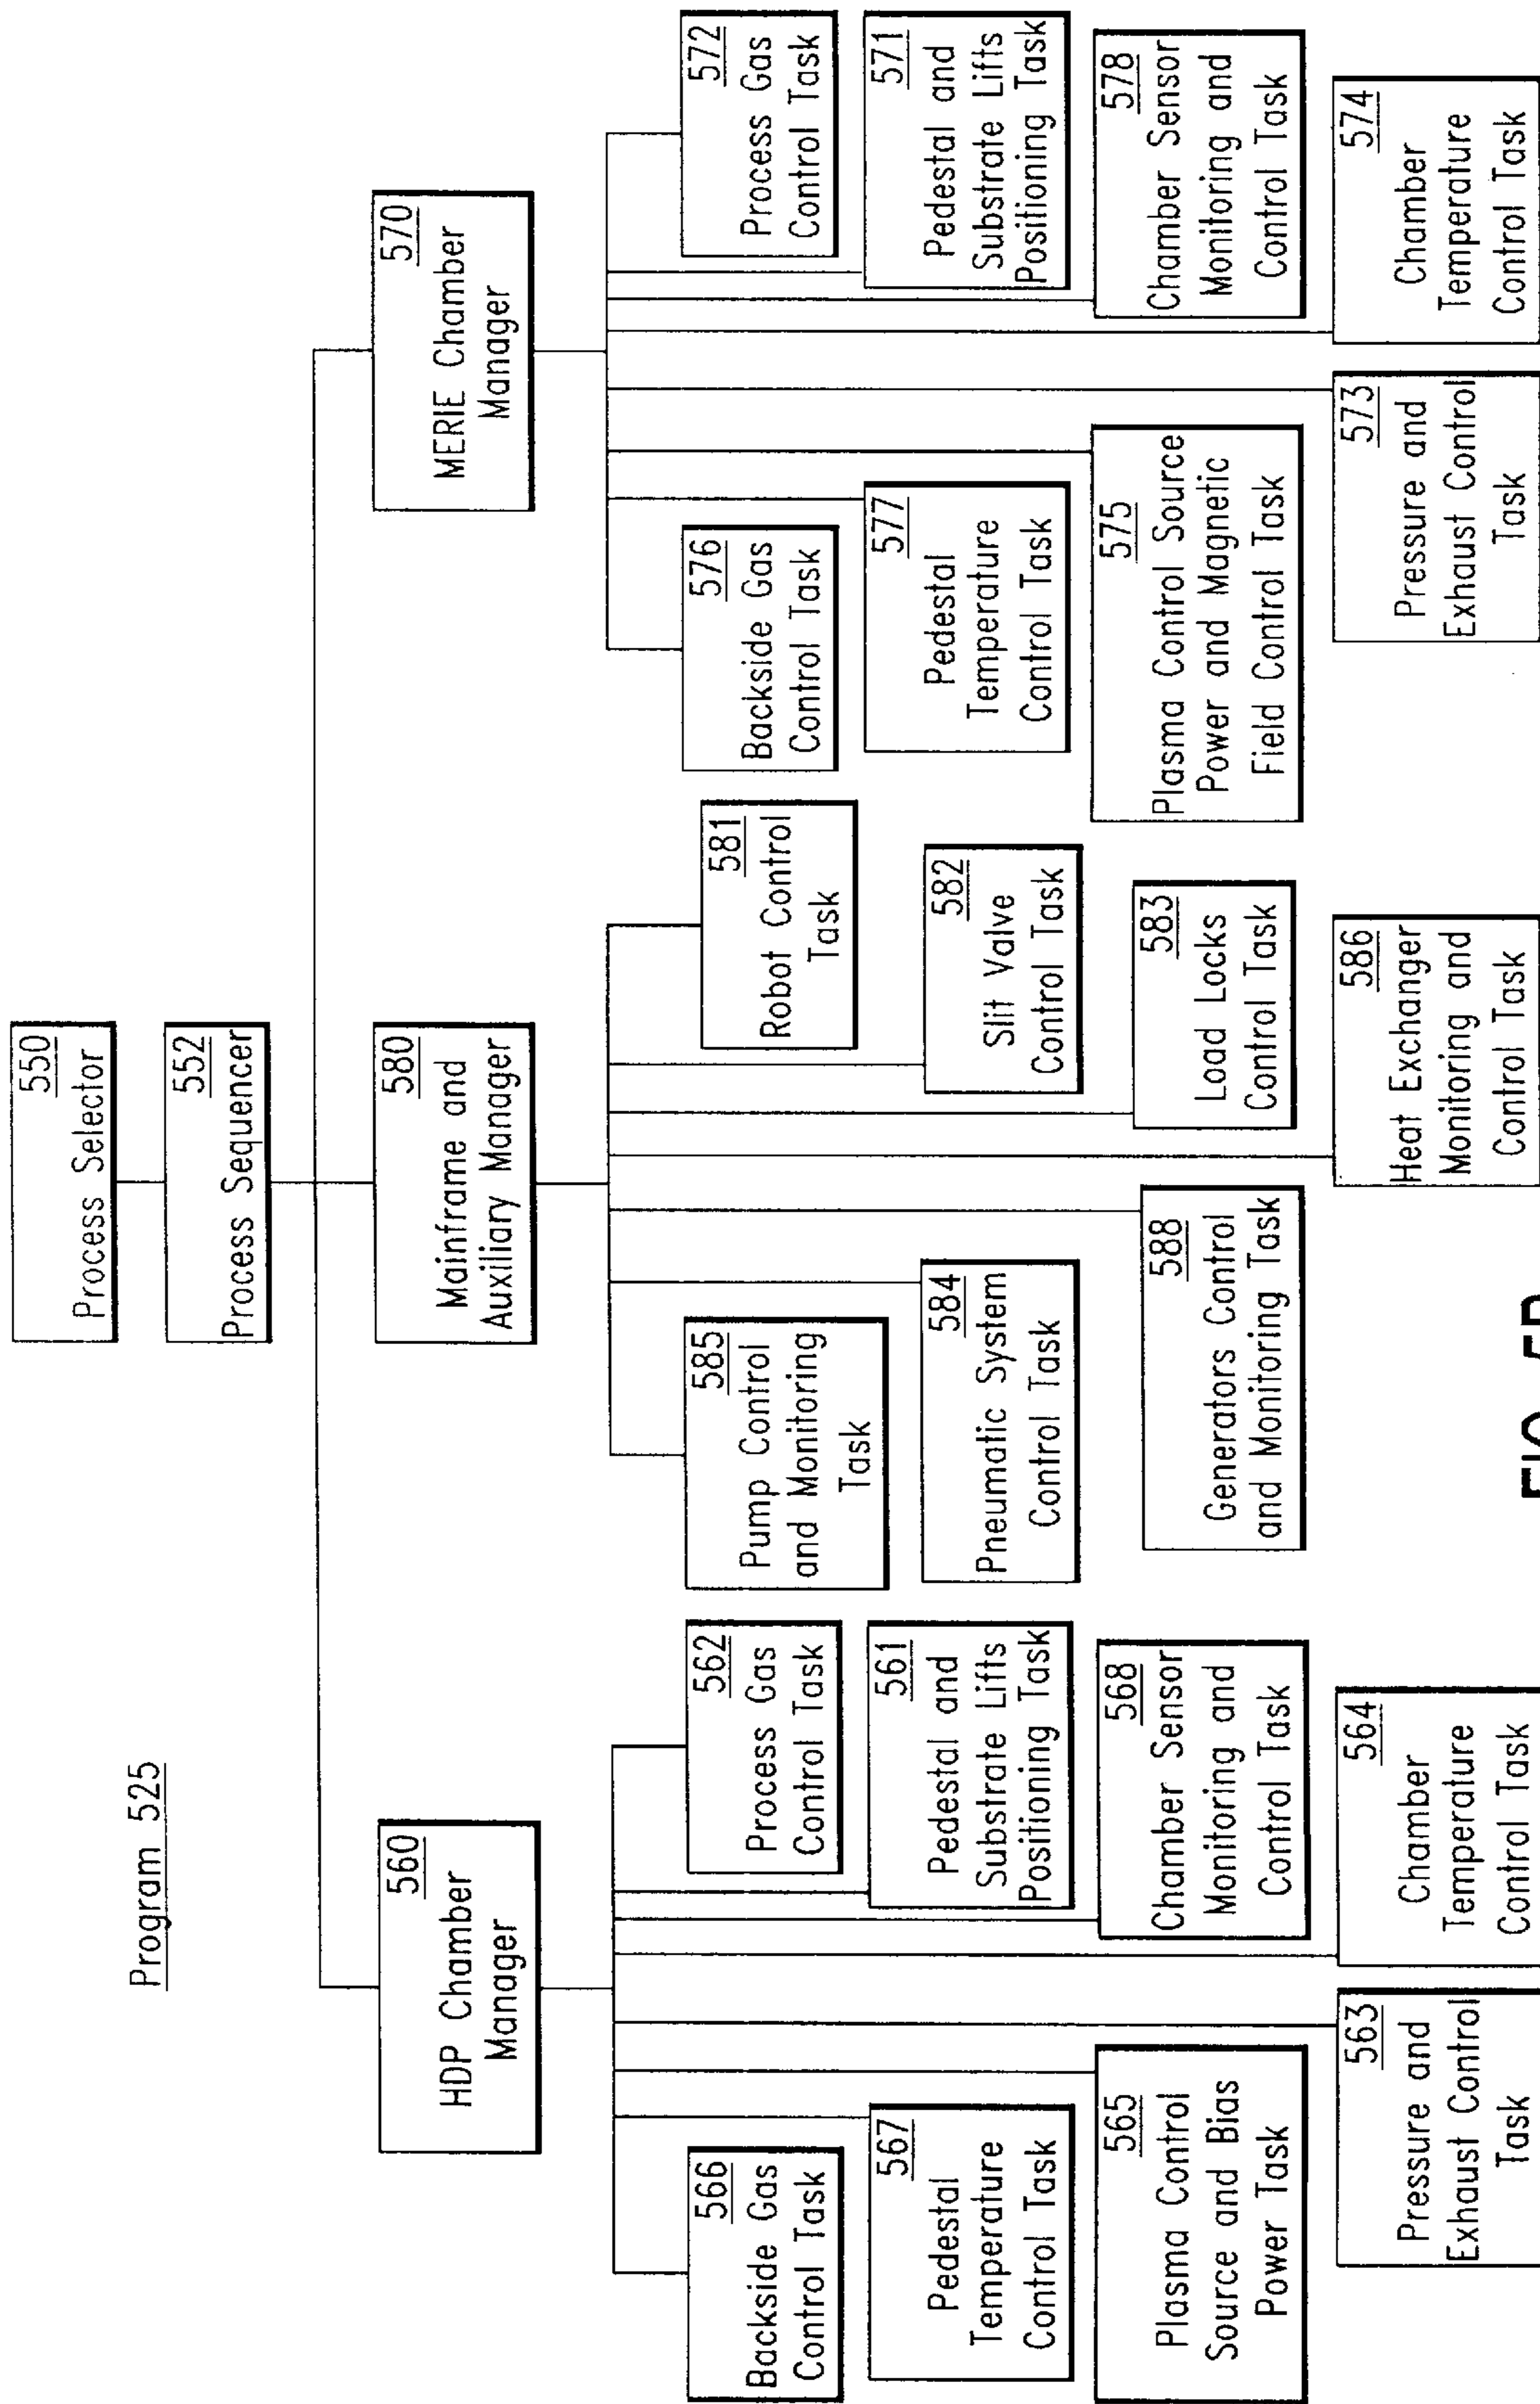 Program 525
550
Process Selector
552
Process Sequencer
560
HDP Chamber
Manager
580
Mainframe and
Auxiliary Manager
570
MERIE Chamber
Manager
566
Backside Gas
Control Task
562
Process Gas
Control Task
567
Pedestal
Temperature
Control Task
561
Pedestal and
Substrate Lifts
Positioning Task
565
Plasma Control
Source and Bias
Power Task
568
Chamber Sensor
Monitoring and
Control Task
563
Pressure and
Exhaust Control
Task
564
Chamber
Temperature
Control Task
585
Pump Control
and Monitoring
Task
581
Robot Control
Task
584
Pneumatic System
Control Task
582
Slit Valve
Control Task
588
Generators Control
and Monitoring Task
583
Load Locks
Control Task
586
Heat Exchanger
Monitoring and
Control Task
576
Backside Gas
Control Task
572
Process Gas
Control Task
577
Pedestal
Temperature
Control Task
571
Pedestal and
Substrate Lifts
Positioning Task
575
Plasma Control Source
Power and Magnetic
Field Control Task
578
Chamber Sensor
Monitoring and
Control Task
573
Pressure and
Exhaust Control
Task
574
Chamber
Temperature
Control Task
FIG.